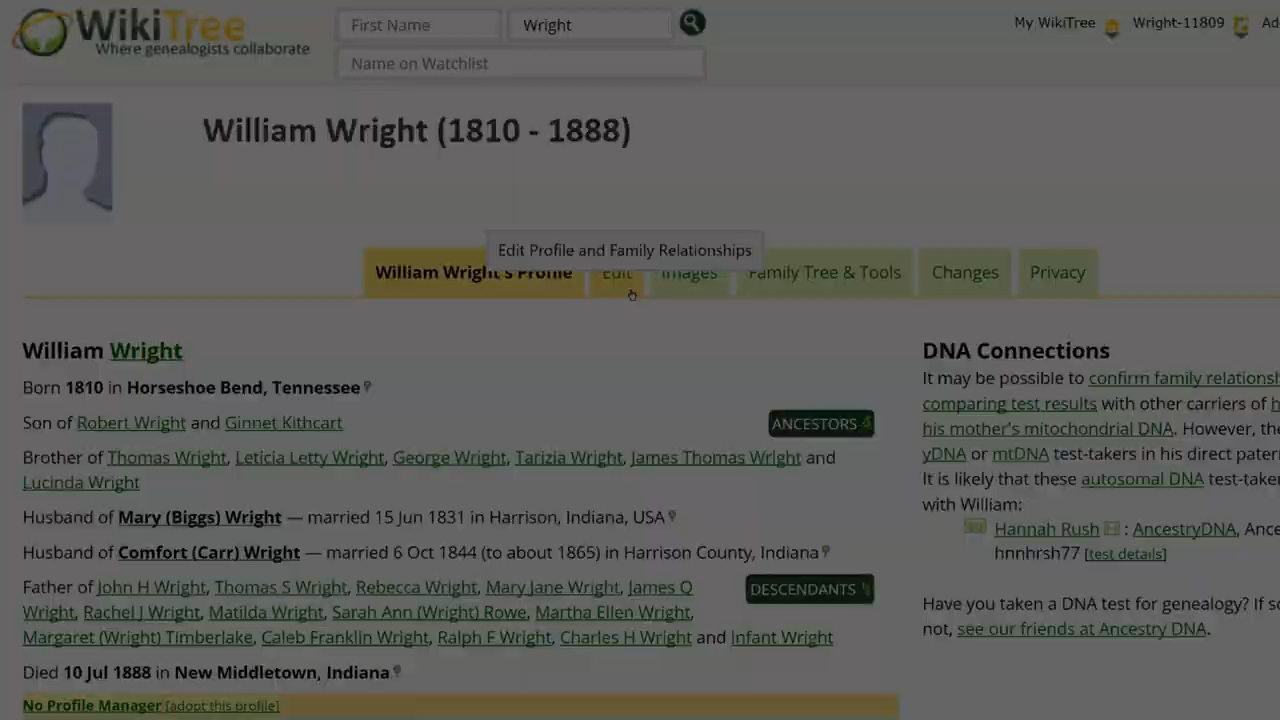 WikiTree
Where genealogists collaborate
First Name
Wright
Name on Watchlist
My WikiTree
Wright-11809
William Wright (1810 - 1888)
Edit Profile and Family Relationships
William Wright's Profile
Edit
Images
Family Tree & Tools
Changes
Privacy
William Wright
Born 1810 in Horseshoe Bend, Tennessee
Son of Robert Wright and Ginnet Kithcart
ANCESTORS
Brother of Thomas Wright, Leticia Letty Wright, George Wright, Tarizia Wright, James Thomas Wright and
Lucinda Wright
Husband of Mary (Biggs) Wright — married 15 Jun 1831 in Harrison, Indiana, USA
Husband of Comfort (Carr) Wright — married 6 Oct 1844 (to about 1865) in Harrison County, Indiana
Father of John H Wright, Thomas S Wright, Rebecca Wright, Mary Jane Wright, James Q
DESCENDANTS
Wright, Rachel J Wright, Matilda Wright, Sarah Ann (Wright) Rowe, Martha Ellen Wright,
Margaret (Wright) Timberlake, Caleb Franklin Wright, Ralph F Wright, Charles H Wright and Infant Wright
Died 10 Jul 1888 in New Middletown, Indiana
No Profile Manager [adopt this profile]
DNA Connections
It may be possible to confirm family
comparing test results with other carriers of
his mother's mitochondrial DNA. However,
yDNA or mtDNA test-takers in his direct
It is likely that these autosomal DNA
with William:
Hannah Rush : AncestryDNA,
hnnhrsh77 [test details]
Have you taken a DNA test for genealogy? If
not, see our friends at Ancestry DNA.